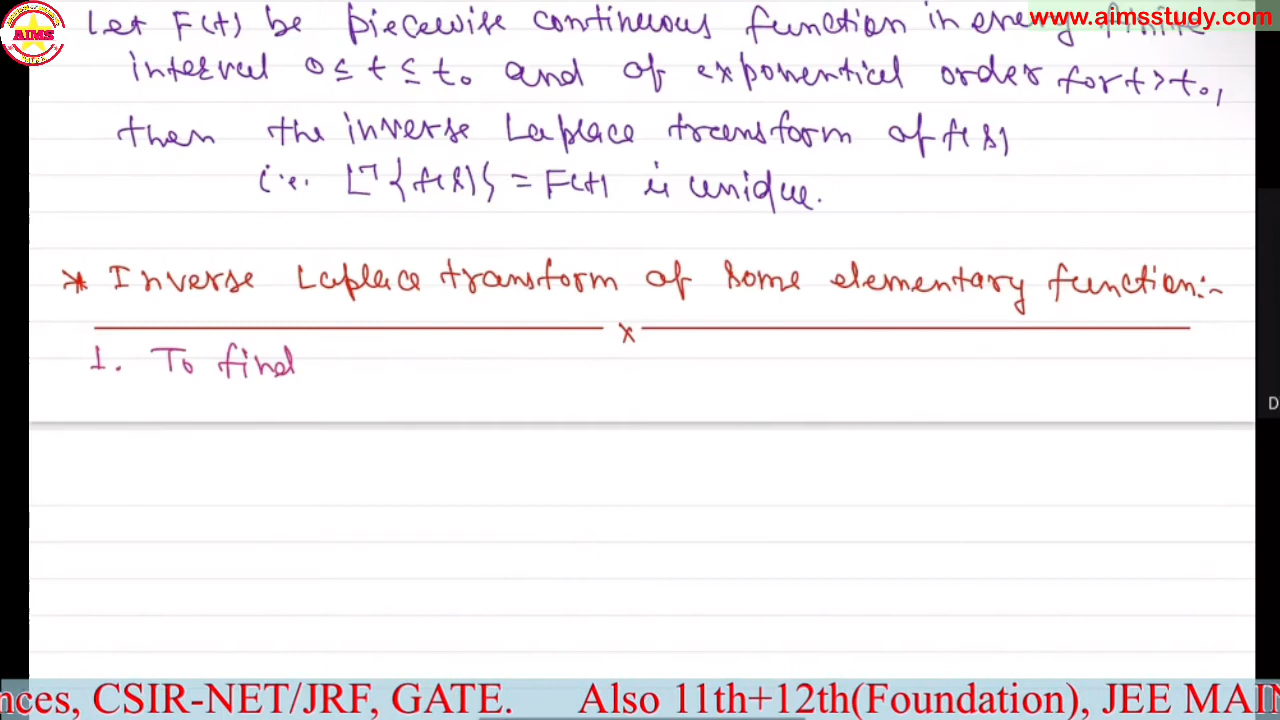 www.aimsstudy.com
AIMS
Let F(t) be piecewise continuous function in every finite
interval 0 ≤ t ≤ t₀ and of exponential order for t > t₀,
then the inverse Laplace transform of f(s)
i.e. L⁻¹{f(s)} = F(t) is unique.
* Inverse Laplace transform of some elementary function:-
x
1. To find
D
nces, CSIR-NET/JRF, GATE. Also 11th+12th(Foundation), JEE MAIN